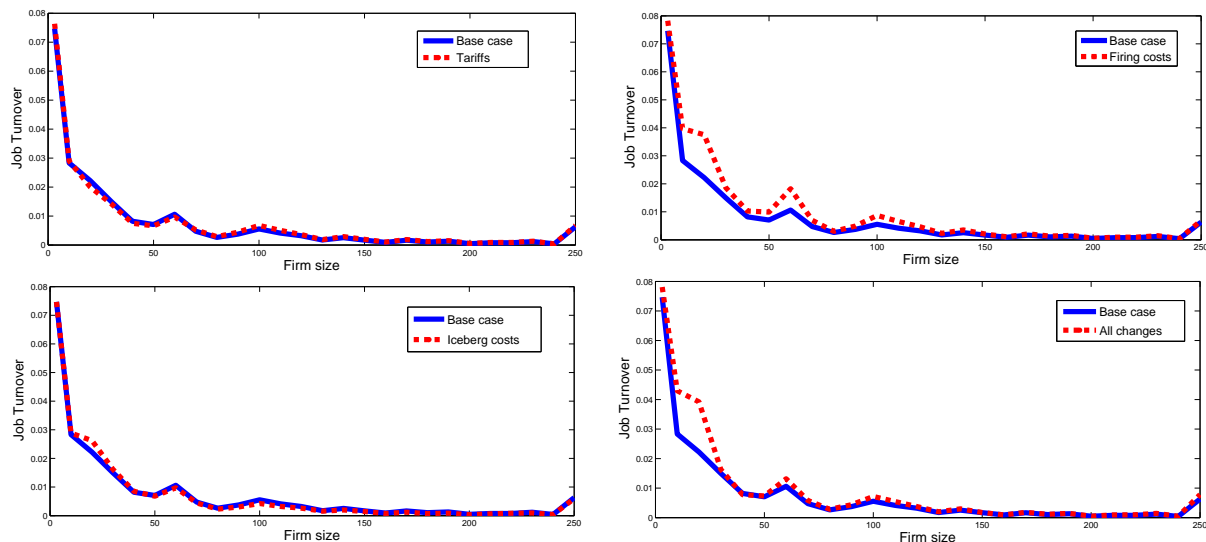 0.08
0.07
0.06
0.05
0.04
0.03
0.02
0.01
0
Job Turnover
Base case
Tariffs
0 50 100 150 200 250
Firm size
0.08
0.07
0.06
0.05
0.04
0.03
0.02
0.01
0
Job Turnover
Base case
Firing costs
0 50 100 150 200 250
Firm size
0.08
0.07
0.06
0.05
0.04
0.03
0.02
0.01
0
Job Turnover
Base case
Iceberg costs
0 50 100 150 200 250
Firm size
0.08
0.07
0.06
0.05
0.04
0.03
0.02
0.01
0
Job Turnover
Base case
All changes
0 50 100 150 200 250
Firm size